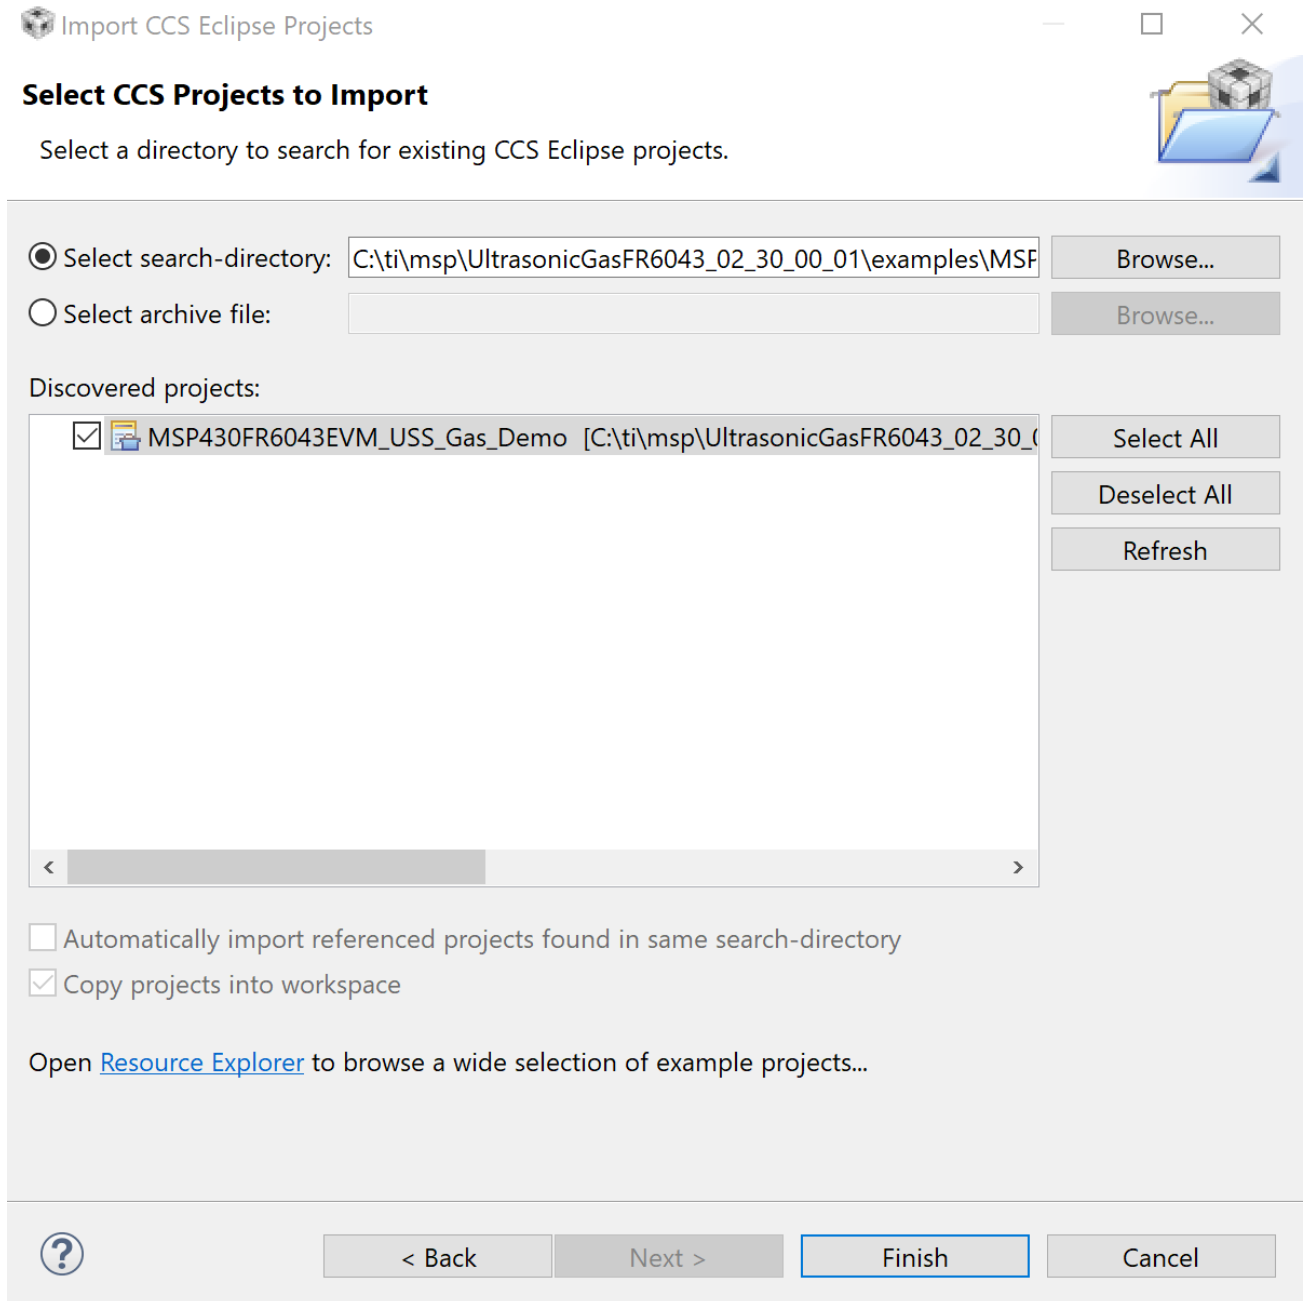 Import CCS Eclipse Projects
Select CCS Projects to Import
Select a directory to search for existing CCS Eclipse projects.
Select search-directory: C:\ti\msp\UltrasonicGasFR6043_02_30_00_01\examples\MSP Browse...
Select archive file: Browse...
Discovered projects:
MSP430FR6043EVM_USS_Gas_Demo [C:\ti\msp\UltrasonicGasFR6043_02_30_0 Select All
Deselect All
Refresh
Automatically import referenced projects found in same search-directory
Copy projects into workspace
Open Resource Explorer to browse a wide selection of example projects...
? < Back Next > Finish Cancel